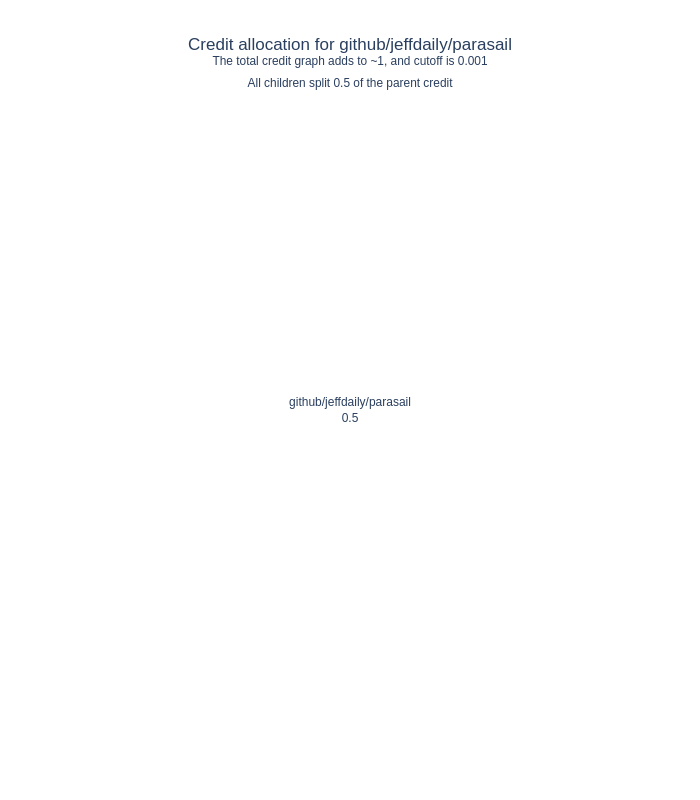 Credit allocation for github/jeffdaily/parasail
The total credit graph adds to ~1, and cutoff is 0.001
All children split 0.5 of the parent credit
github/jeffdaily/parasail
0.5